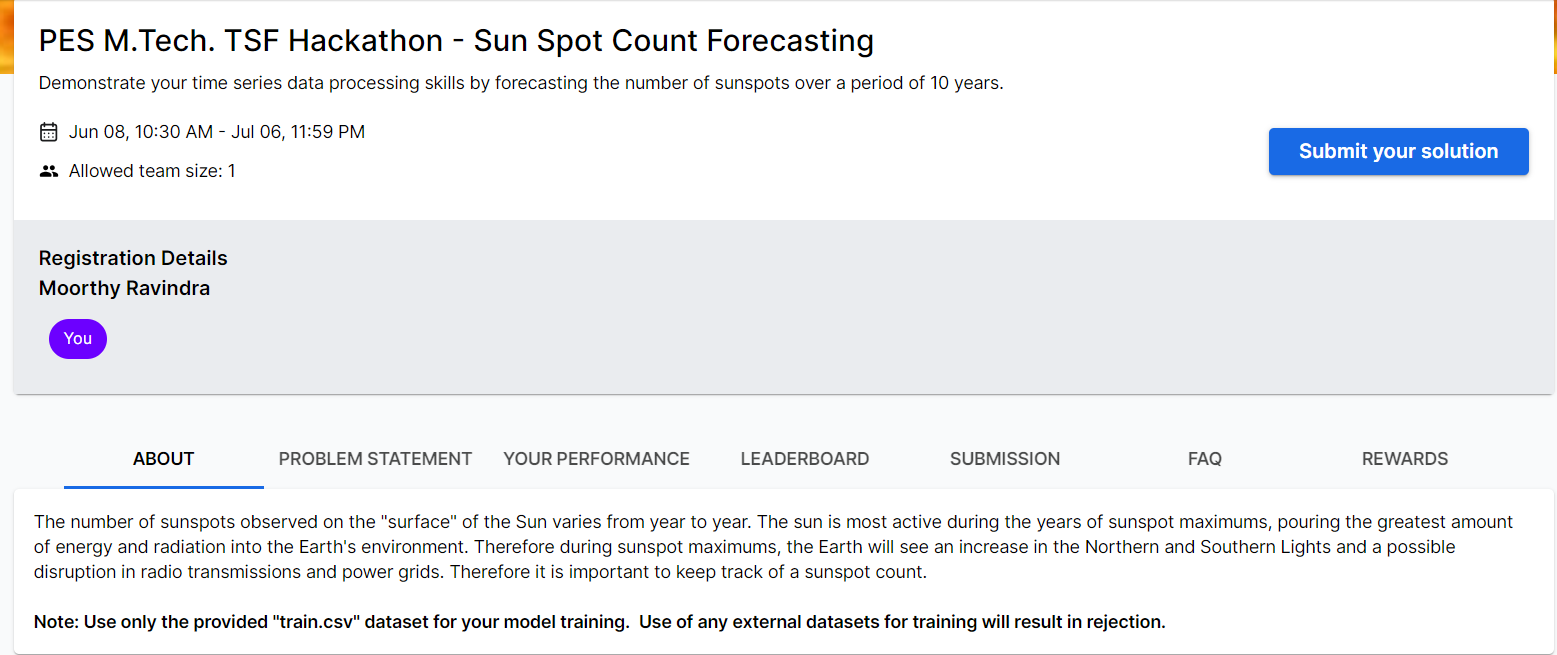 PES M.Tech. TSF Hackathon - Sun Spot Count Forecasting
Demonstrate your time series data processing skills by forecasting the number of sunspots over a period of 10 years.
Jun 08, 10:30 AM - Jul 06, 11:59 PM
Allowed team size: 1
Submit your solution
Registration Details
Moorthy Ravindra
You
ABOUT PROBLEM STATEMENT YOUR PERFORMANCE LEADERBOARD SUBMISSION FAQ REWARDS
The number of sunspots observed on the "surface" of the Sun varies from year to year. The sun is most active during the years of sunspot maximums, pouring the greatest amount
of energy and radiation into the Earth's environment. Therefore during sunspot maximums, the Earth will see an increase in the Northern and Southern Lights and a possible
disruption in radio transmissions and power grids. Therefore it is important to keep track of a sunspot count.
Note: Use only the provided "train.csv" dataset for your model training. Use of any external datasets for training will result in rejection.